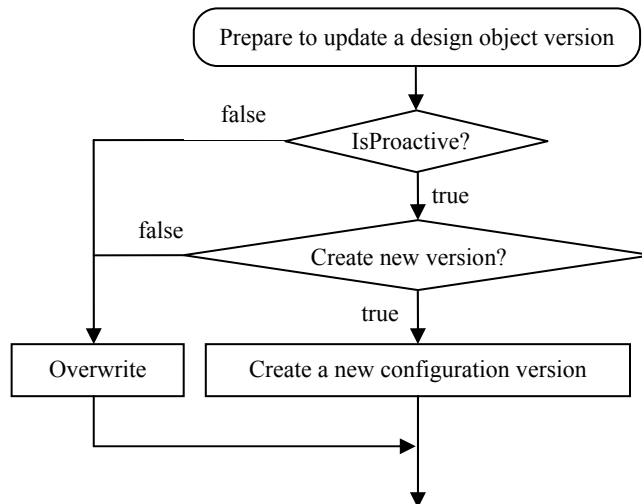 Prepare to update a design object version
false
IsProactive?
true
false
Create new version?
true
Overwrite
Create a new configuration version